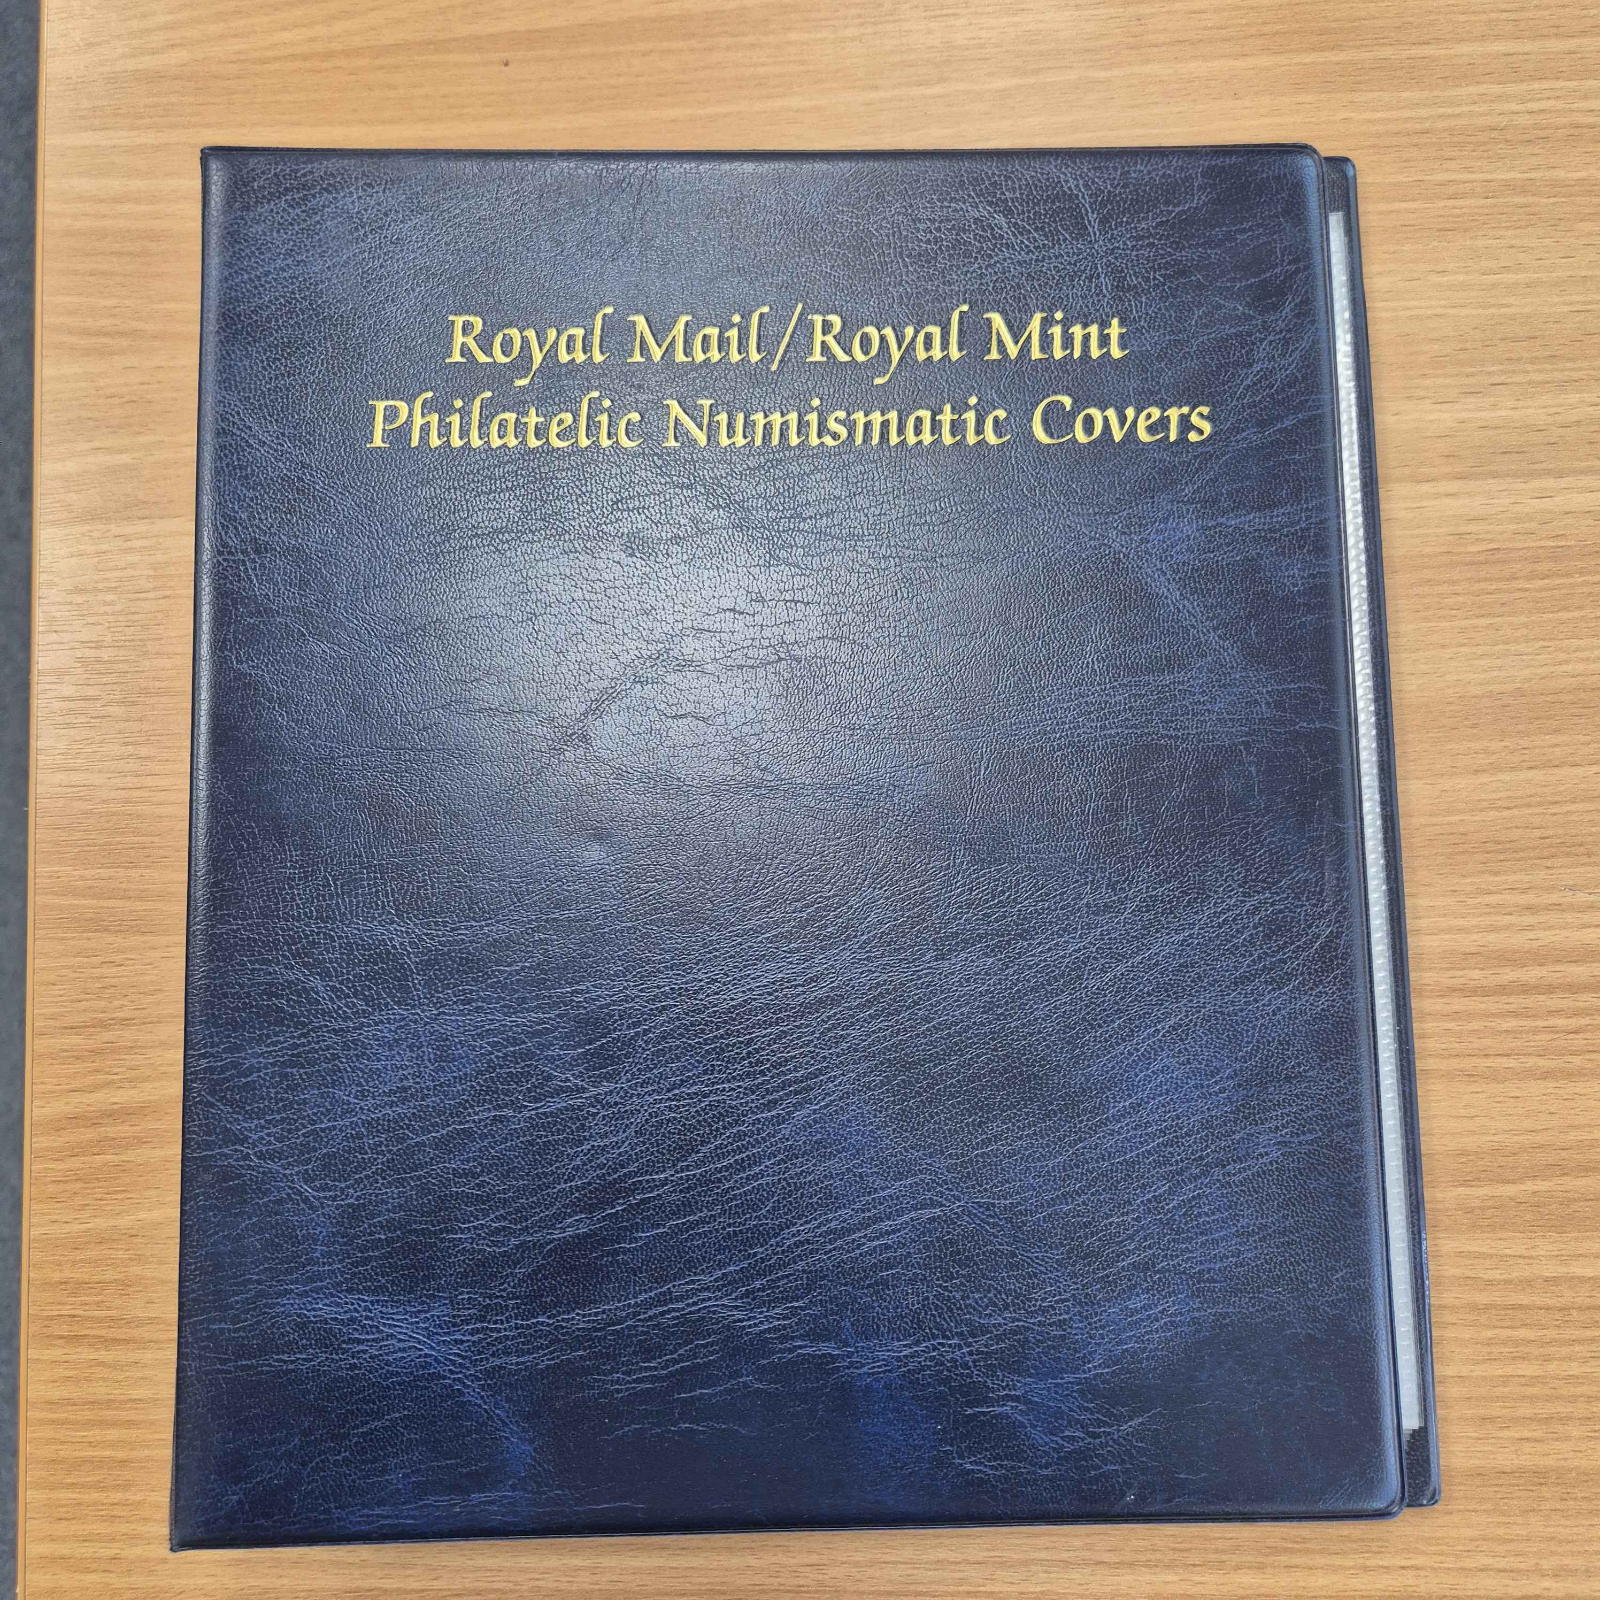 Royal Mail/Royal Mint
Philatelic Numismatic Covers